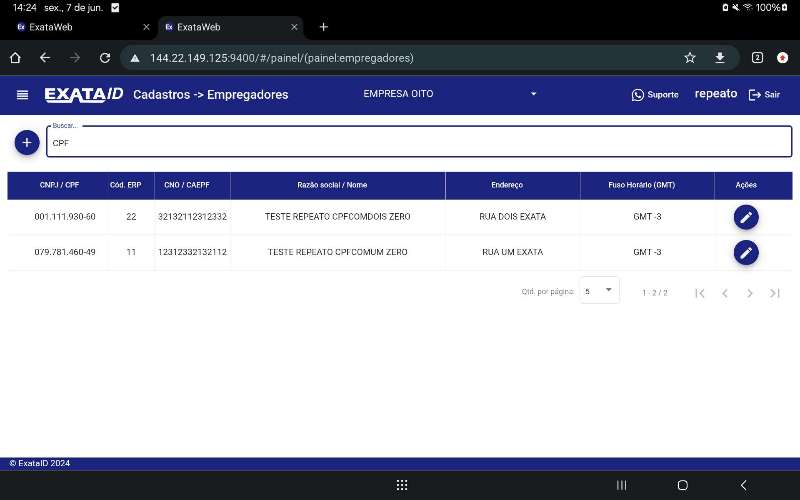 14:24 sex., 7 de jun. 100%
Ex ExataWeb
Ex ExataWeb
144.22.149.125:9400/#/painel/(painel:empregadores) 2
EXATAID Cadastros -> Empregadores EMPRESA OITO Suporte repeato Sair
Buscar...
CPF
CNPJ / CPF Cód. ERP CNO / CAEPF Razão social / Nome Endereço Fuso Horário (GMT) Ações
001.111.930-60 22 32132112312332 TESTE REPEATO CPFCOMDOIS ZERO RUA DOIS EXATA GMT -3
079.781.460-49 11 12312332132112 TESTE REPEATO CPFCOMUM ZERO RUA UM EXATA GMT -3
Qtd. por página: 5 1 - 2 / 2
© ExataID 2024